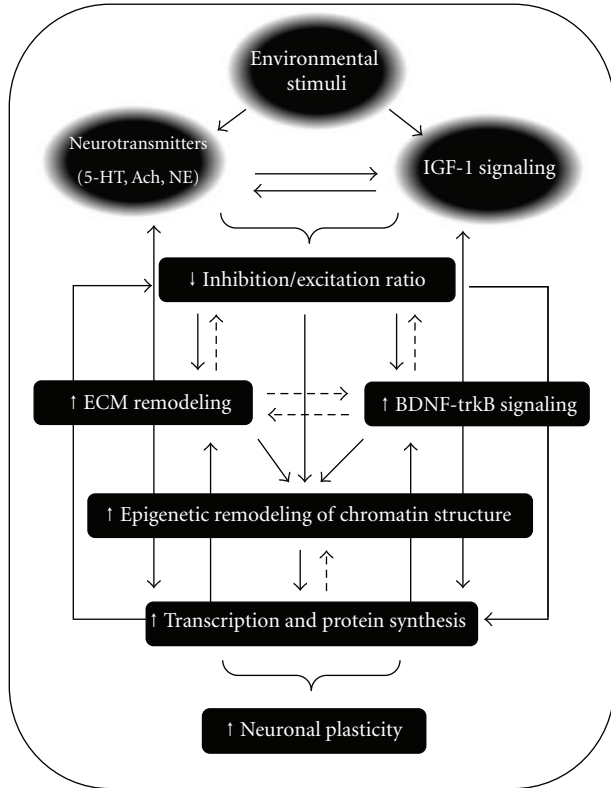 Environmental
stimuli
Neurotransmitters
(5-HT, Ach, NE)
IGF-1 signaling
↓ Inhibition/excitation ratio
↑ ECM remodeling
↑ BDNF-trkB signaling
↑ Epigenetic remodeling of chromatin structure
↑ Transcription and protein synthesis
↑ Neuronal plasticity